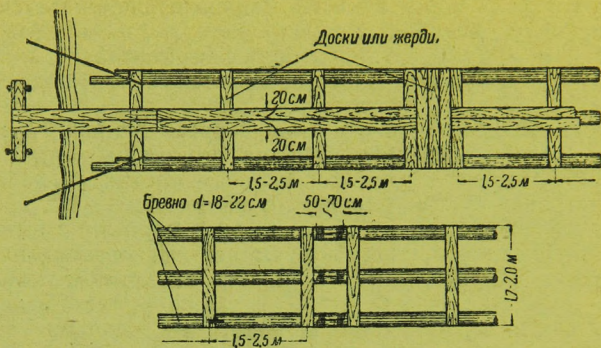 Доски или жерди.
20 см
20 см
1,5-2,5 м
1,5-2,5 м
1,5-2,5 м
Бревна d=18-22 см
50-70 см
1,7-2,0 м
1,5-2,5 м